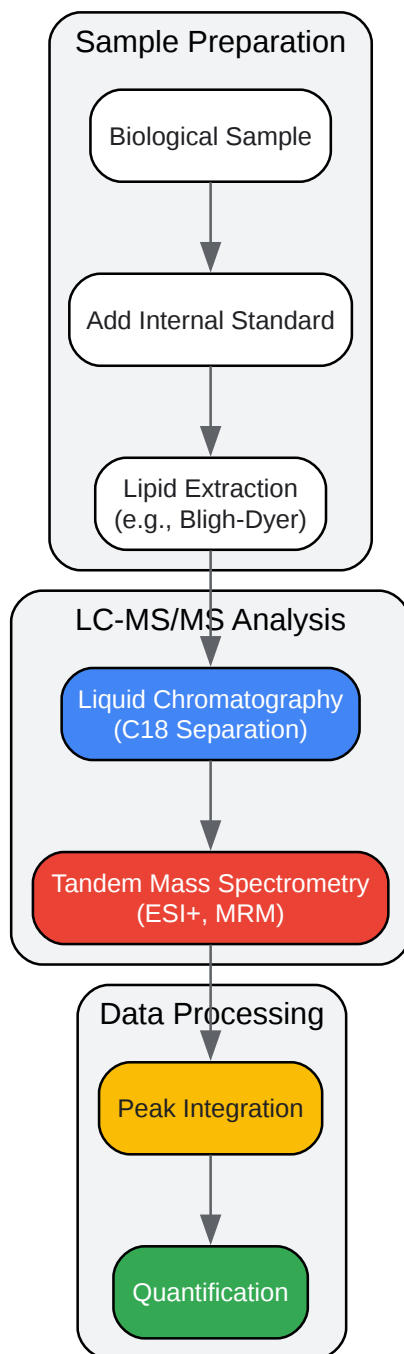 Sample Preparation
Biological Sample
Add Internal Standard
Lipid Extraction
(e.g., Bligh-Dyer)
LC-MS/MS Analysis
Liquid Chromatography
(C18 Separation)
Tandem Mass Spectrometry
(ESI+, MRM)
Data Processing
Peak Integration
Quantification